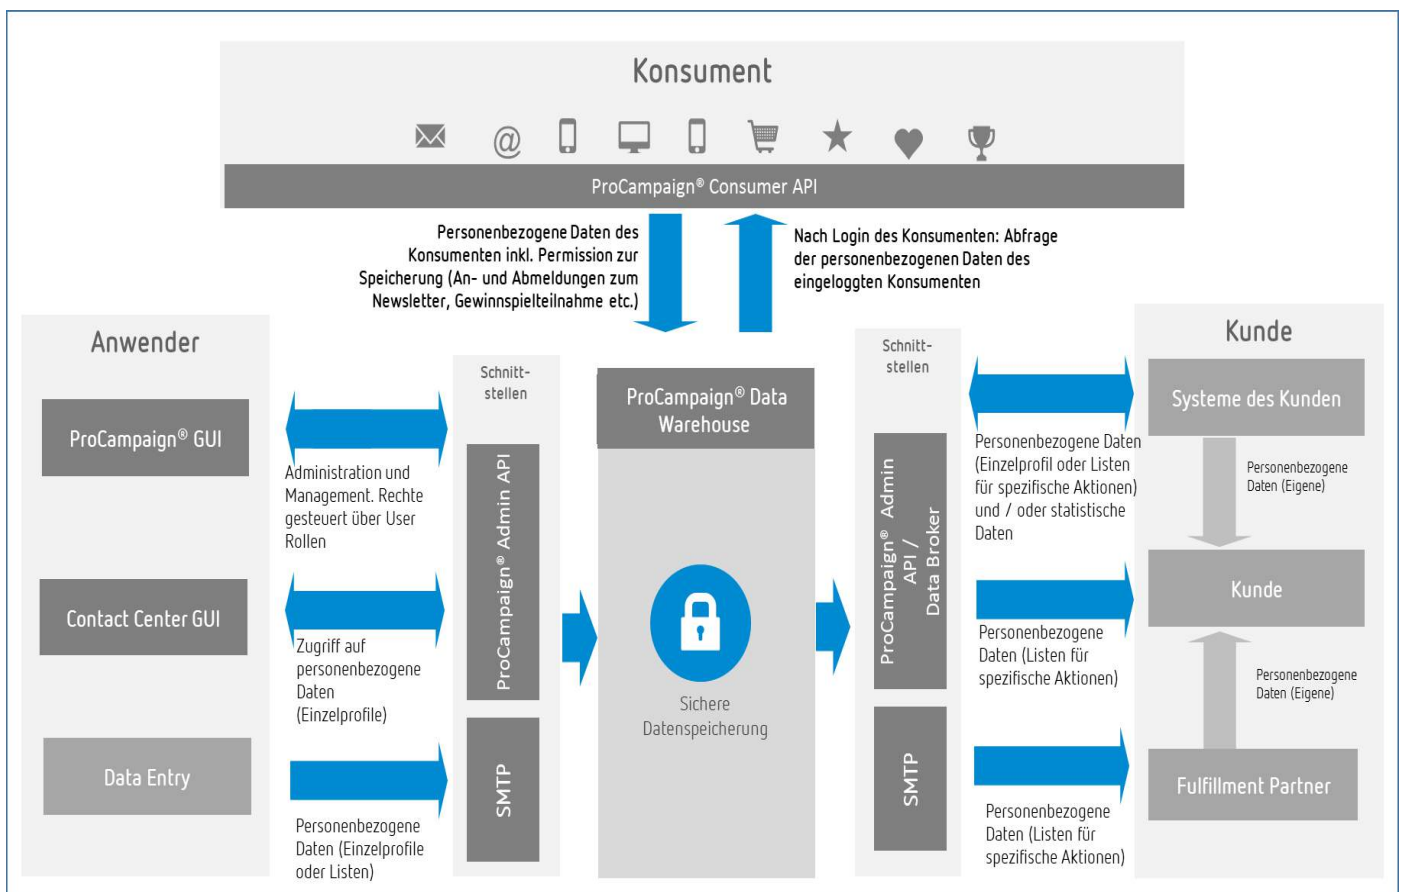 Konsument
@
ProCampaign® Consumer API
Personenbezogene Daten des
Konsumenten inkl. Permission zur
Speicherung (An- und Abmeldungen zum
Newsletter, Gewinnspielteilnahme etc.)
Nach Login des Konsumenten: Abfrage
der personenbezogenen Daten des
eingeloggten Konsumenten
Anwender
ProCampaign® GUI
Administration und
Management. Rechte
gesteuert über User
Rollen
Contact Center GUI
Zugriff auf
personenbezogene
Daten
(Einzelprofile)
Data Entry
Personenbezogene
Daten (Einzelprofile
oder Listen)
Schnitt-
stellen
ProCampaign® Admin API
SMTP
ProCampaign® Data
Warehouse
Sichere
Datenspeicherung
Schnitt-
stellen
ProCampaign® Admin
API /
Data Broker
SMTP
Personenbezogene Daten
(Einzelprofil oder Listen
für spezifische Aktionen)
und / oder statistische
Daten
Personenbezogene
Daten (Listen für
spezifische Aktionen)
Personenbezogene
Daten (Listen für
spezifische Aktionen)
Kunde
Systeme des Kunden
Personenbezogene
Daten (Eigene)
Kunde
Personenbezogene
Daten (Eigene)
Fulfillment Partner